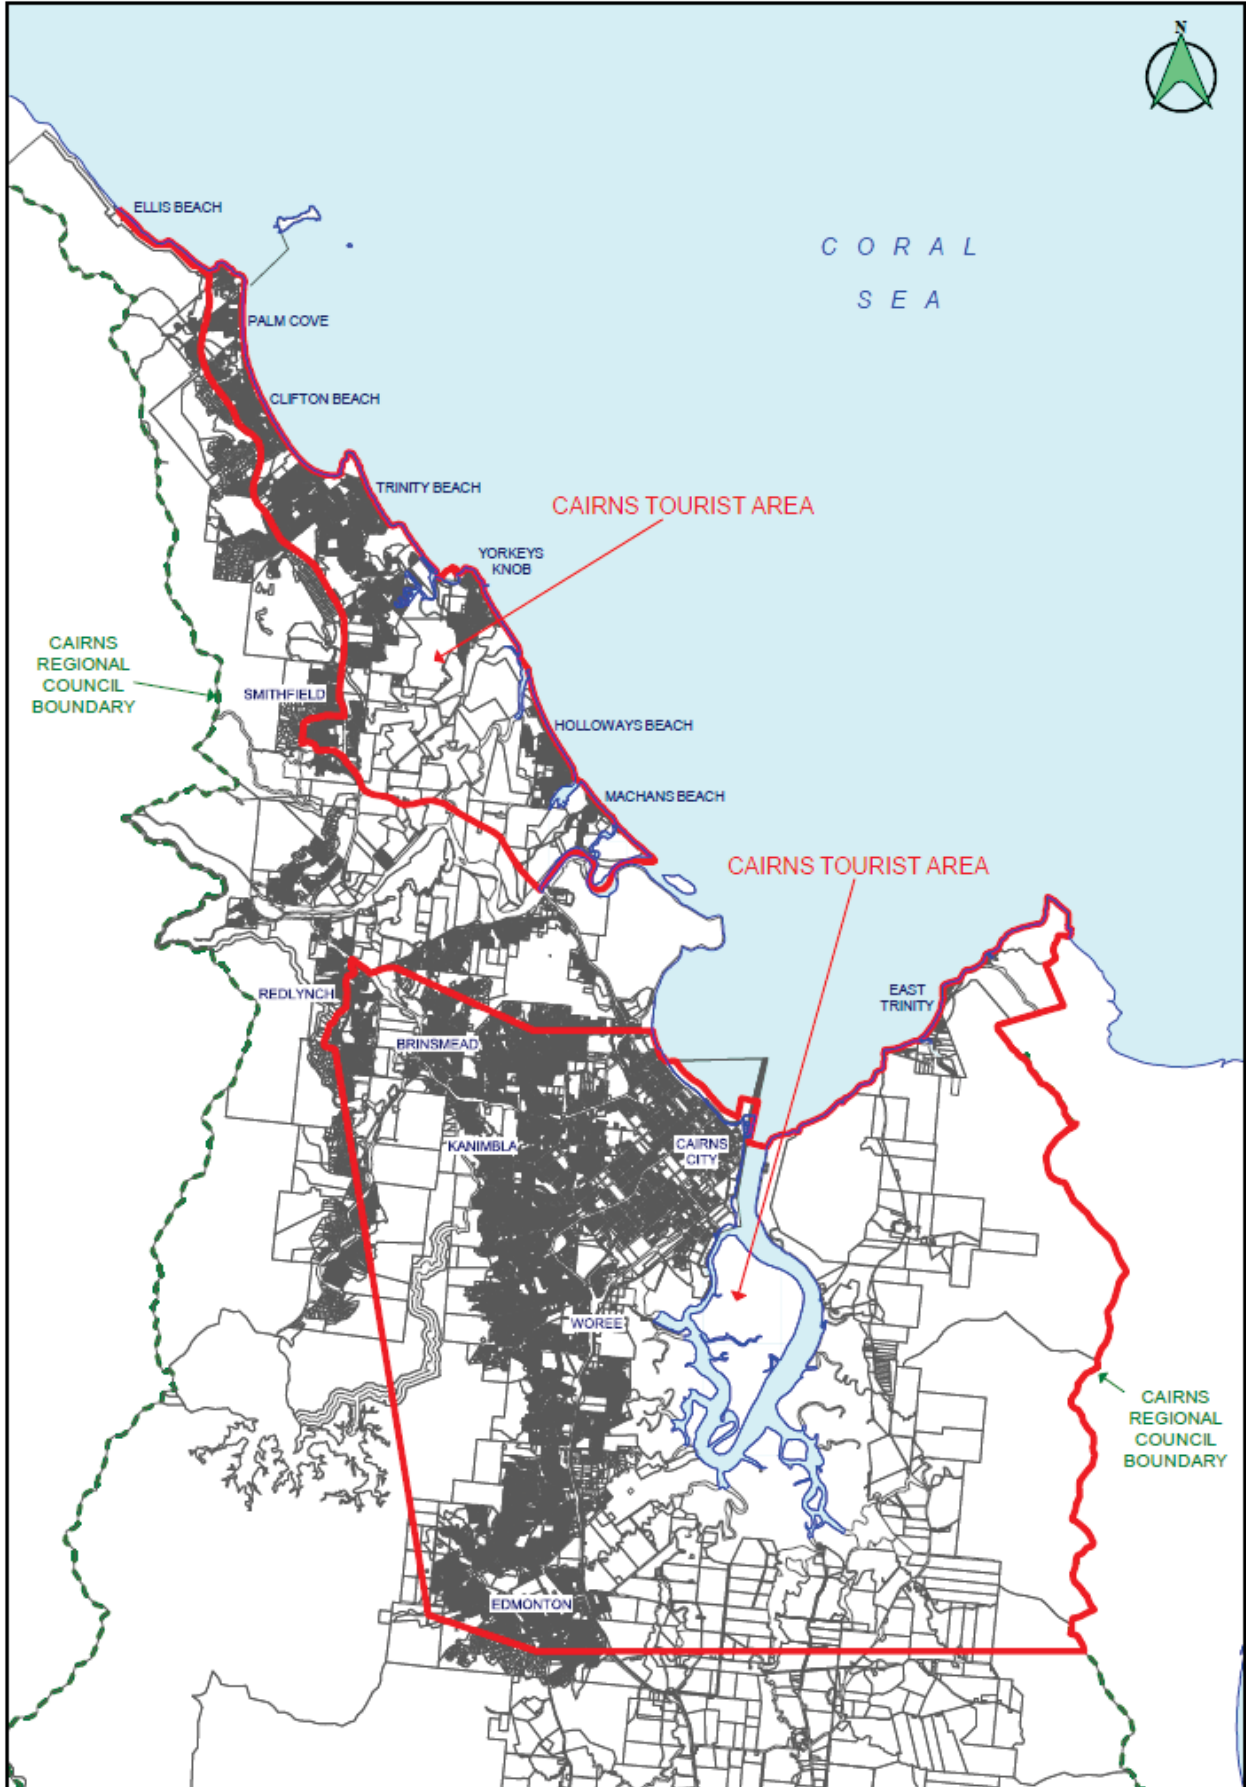 N
ELLIS BEACH
CORAL
SEA
PALM COVE
CLIFTON BEACH
TRINITY BEACH
CAIRNS TOURIST AREA
YORKEYS
KNOB
CAIRNS
REGIONAL
COUNCIL
BOUNDARY
SMITHFIELD
HOLLOWAYS BEACH
MACHANS BEACH
CAIRNS TOURIST AREA
REDLYNCH
EAST
TRINITY
BRINSMEAD
KANIMBLA
CAIRNS
CITY
WOREE
CAIRNS
REGIONAL
COUNCIL
BOUNDARY
EDMONTON